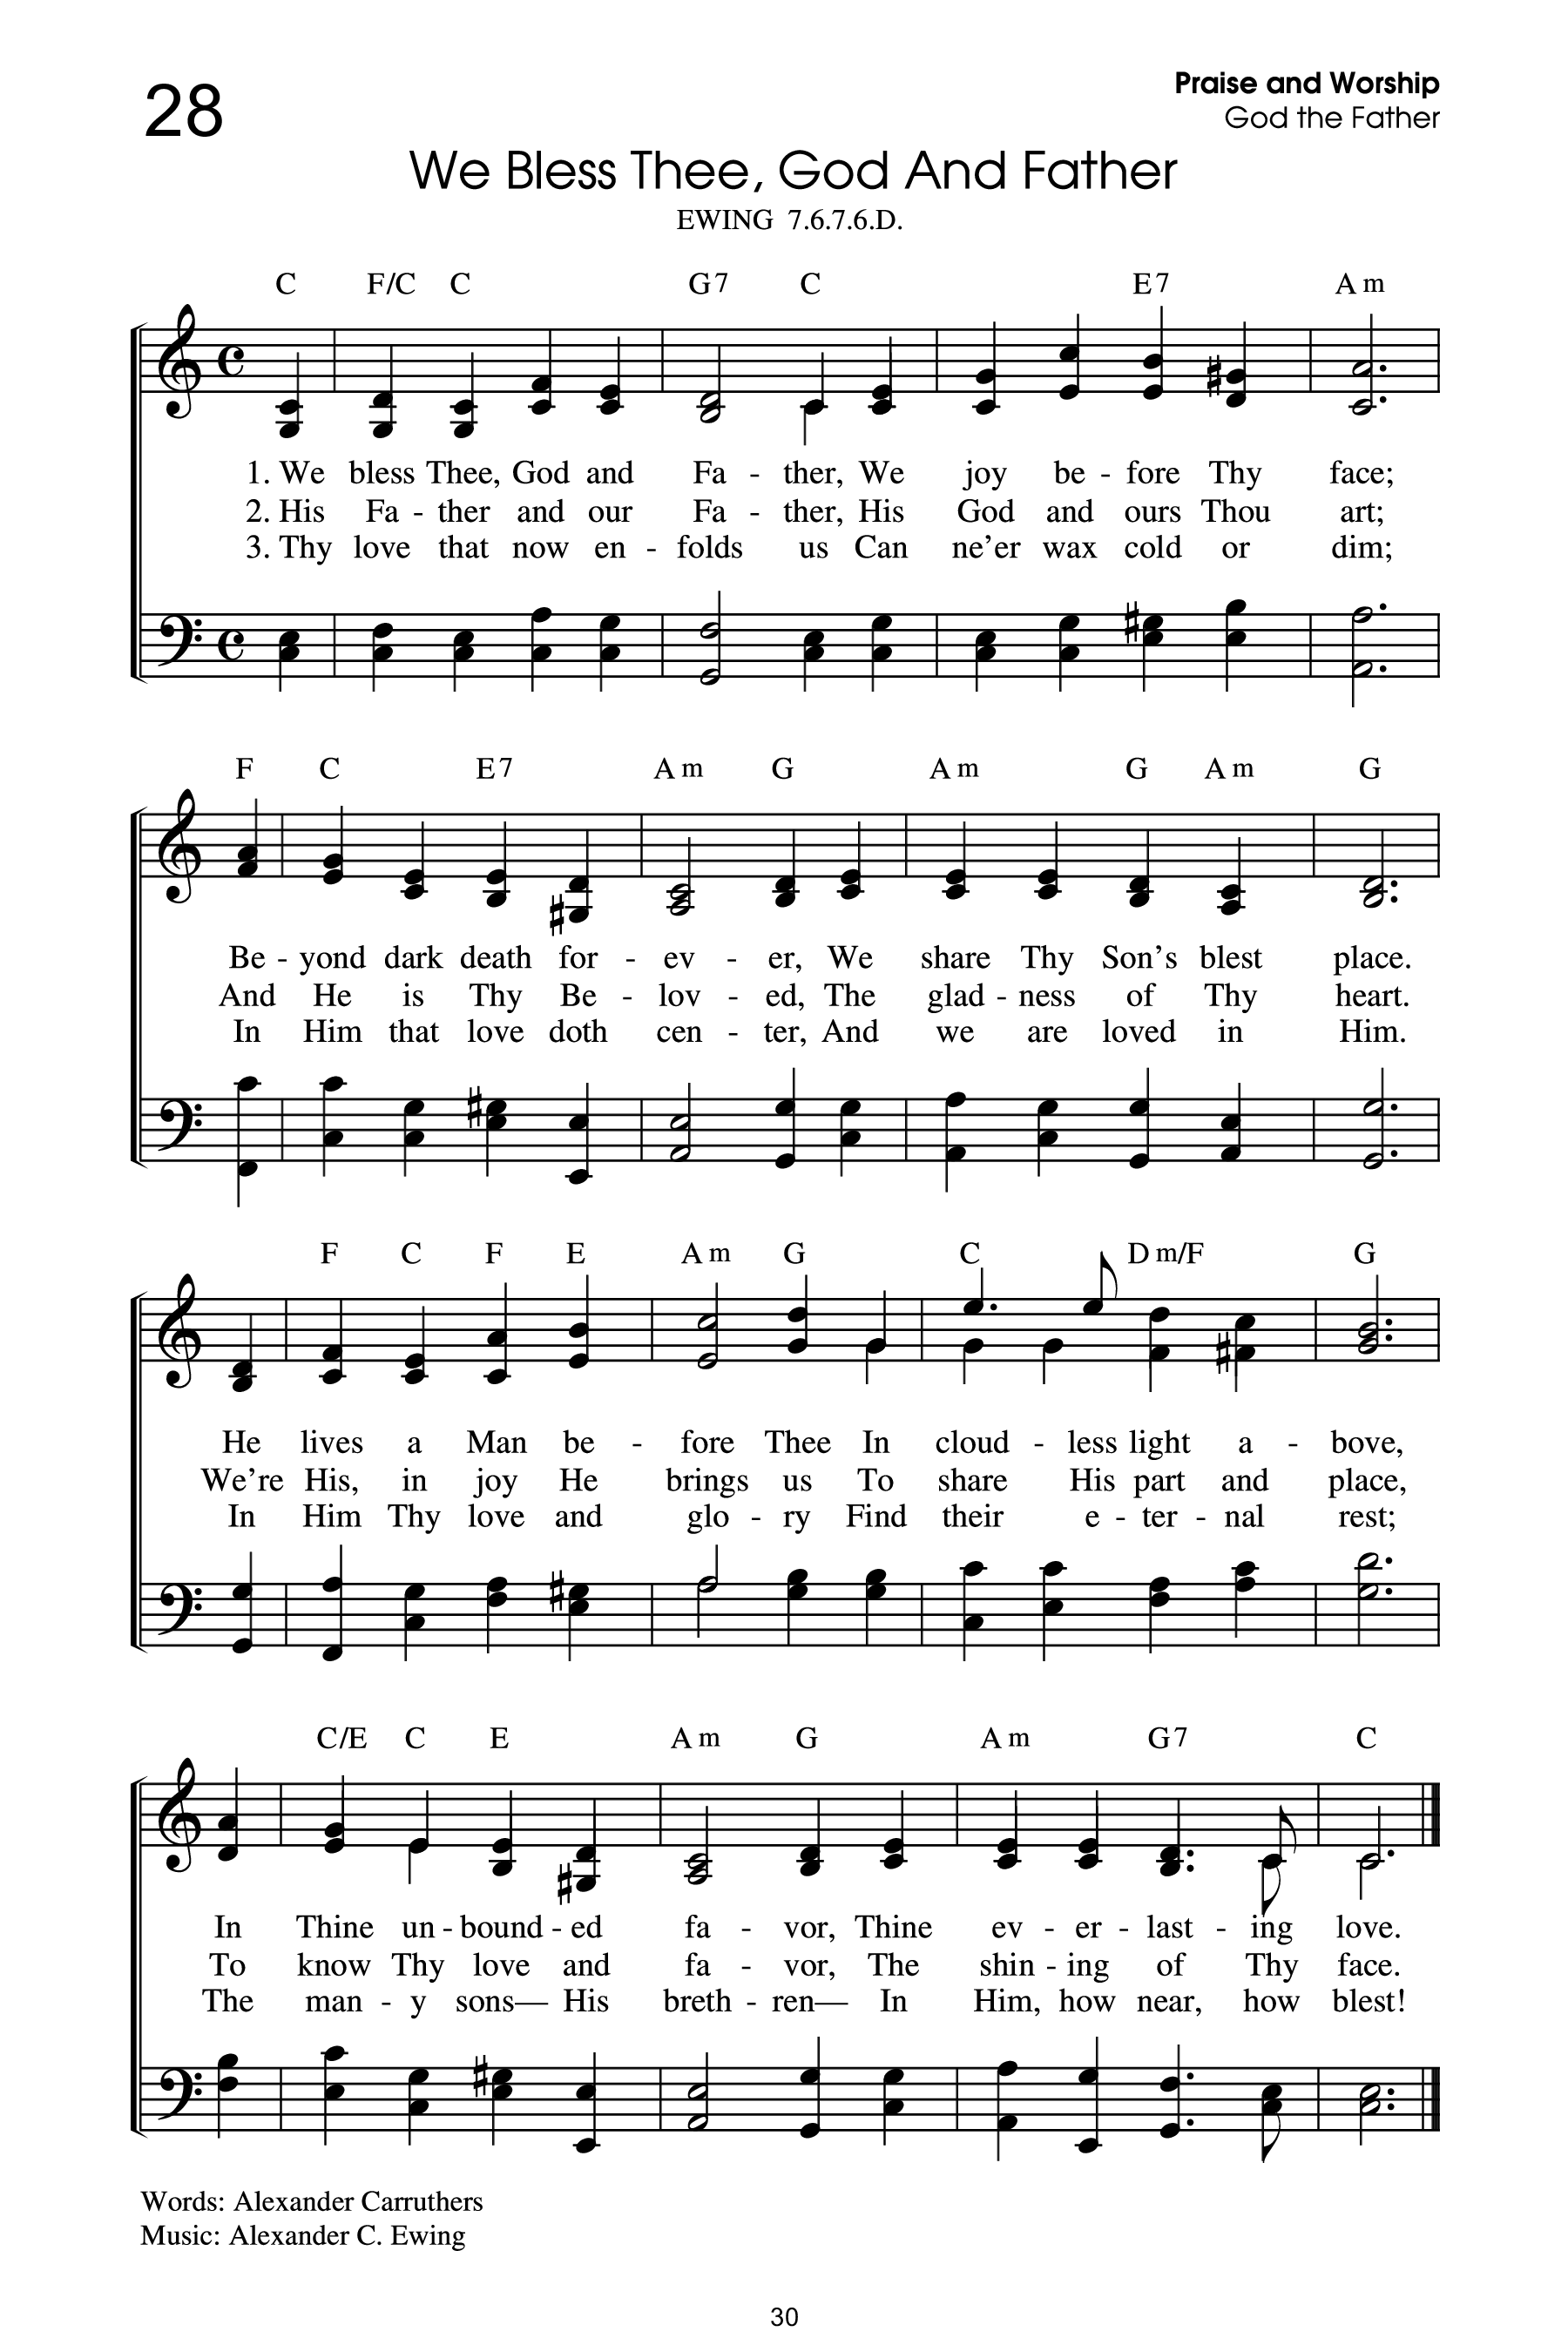 28
Praise and Worship
God the Father
We Bless Thee, God And Father
EWING 7.6.7.6.D.
C F/C C G7 C E7 Am
1. We bless Thee, God and Fa - ther, We joy be - fore Thy face;
2. His Fa - ther and our Fa - ther, His God and ours Thou art;
3. Thy love that now en - folds us Can ne'er wax cold or dim;
F C E7 Am G Am G Am G
Be - yond dark death for - ev - er, We share Thy Son's blest place.
And He is Thy Be - lov - ed, The glad - ness of Thy heart.
In Him that love doth cen - ter, And we are loved in Him.
F C F E Am G C Dm/F G
He lives a Man be - fore Thee In cloud - less light a - bove,
We're His, in joy He brings us To share His part and place,
In Him Thy love and glo - ry Find their e - ter - nal rest;
C/E C E Am G Am G7 C
In Thine un - bound - ed fa - vor, Thine ev - er - last - ing love.
To know Thy love and fa - vor, The shin - ing of Thy face.
The man - y sons— His breth - ren— In Him, how near, how blest!
Words: Alexander Carruthers
Music: Alexander C. Ewing
30